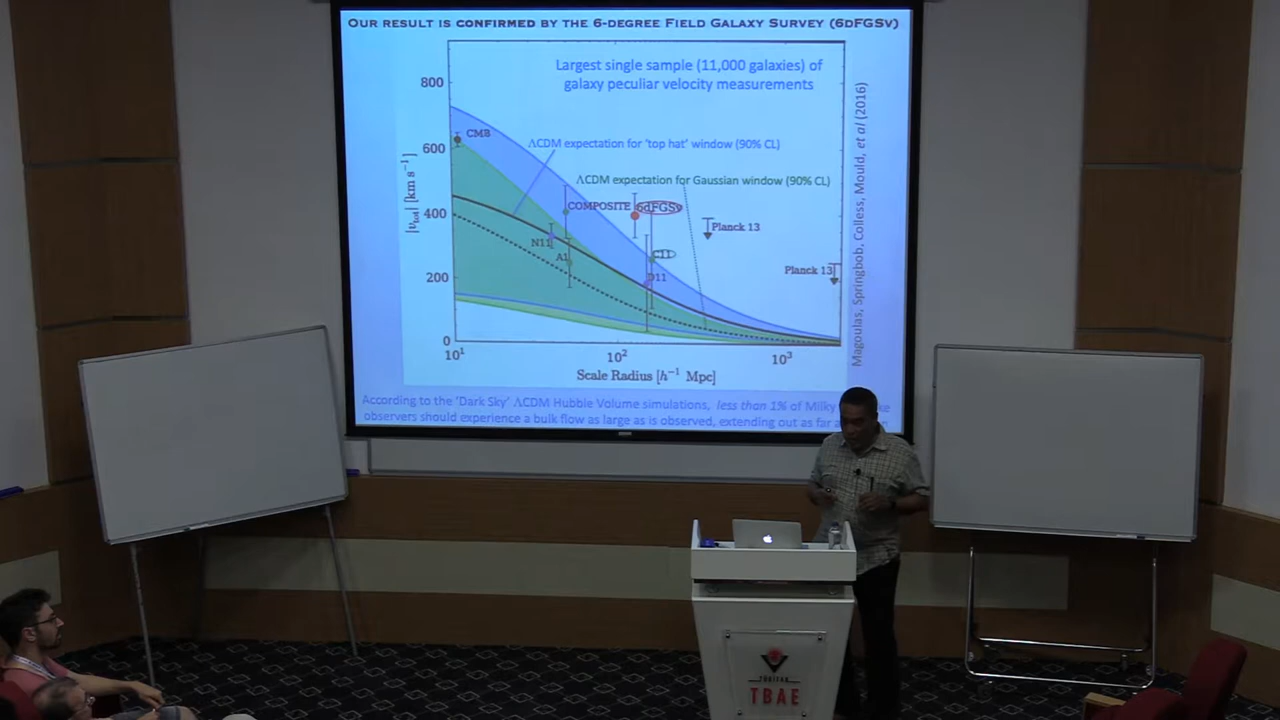 OUR RESULT IS CONFIRMED BY THE 6-DEGREE FIELD GALAXY SURVEY (6DFGSV)
Largest single sample (11,000 galaxies) of
galaxy peculiar velocity measurements
800
CMB
ΛCDM expectation for 'top hat' window (90% CL)
600
ΛCDM expectation for Gaussian window (90% CL)
COMPOSITE
6dFGSv
400
Planck 13
N11
A1
C11
D11
Planck 13
200
0
10¹
10²
10³
|v_tot| [km s⁻¹]
Scale Radius [h⁻¹ Mpc]
Magoulas, Springbob, Colless, Mould, et al (2016)
According to the 'Dark Sky' ΛCDM Hubble Volume simulations, less than 1% of Milky
observers should experience a bulk flow as large as is observed, extending out as far
TÜBİTAK
TBAE